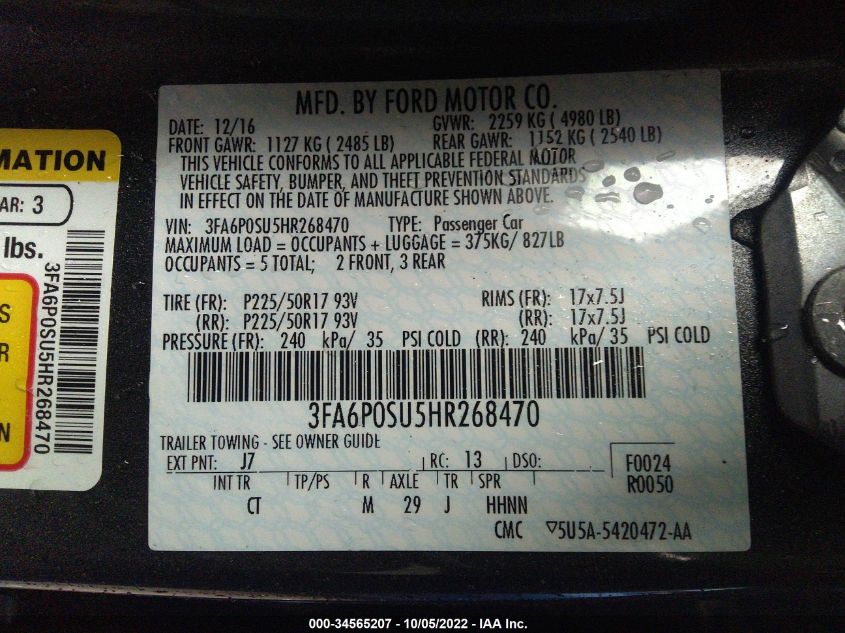 MFD. BY FORD MOTOR CO.
DATE: 12/16 GVWR: 2259 KG ( 4980 LB)
FRONT GAWR: 1127 KG ( 2485 LB) REAR GAWR: 1152 KG ( 2540 LB)
THIS VEHICLE CONFORMS TO ALL APPLICABLE FEDERAL MOTOR
VEHICLE SAFETY, BUMPER, AND THEFT PREVENTION STANDARDS
IN EFFECT ON THE DATE OF MANUFACTURE SHOWN ABOVE.
VIN: 3FA6P0SU5HR268470 TYPE: Passenger Car
MAXIMUM LOAD = OCCUPANTS + LUGGAGE = 375KG/ 827LB
OCCUPANTS = 5 TOTAL; 2 FRONT, 3 REAR
TIRE (FR): P225/50R17 93V RIMS (FR): 17x7.5J
(RR): P225/50R17 93V (RR): 17x7.5J
PRESSURE (FR): 240 kPa/ 35 PSI COLD (RR): 240 kPa/ 35 PSI COLD
3FA6P0SU5HR268470
TRAILER TOWING - SEE OWNER GUIDE
EXT PNT: J7 RC: 13 DSO: F0024
R0050
INT TR TP/PS R AXLE TR SPR
CT M 29 J HHNN
CMC ▽5U5A-5420472-AA
MATION
AR: 3
lbs.
S
R
N
3FA6P0SU5HR268470
000-34565207 - 10/05/2022 - IAA Inc.